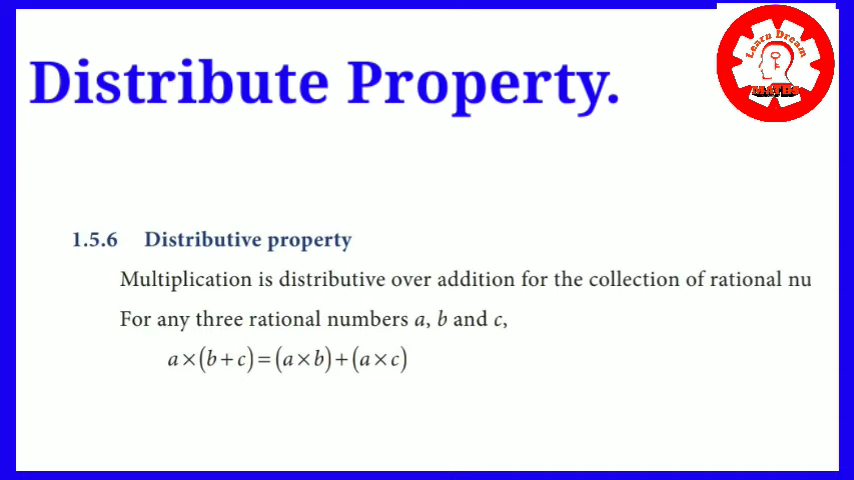 Distribute Property.
Learn Dream
MATHS
1.5.6 Distributive property
Multiplication is distributive over addition for the collection of rational nu
For any three rational numbers a, b and c,
a×(b+c)=(a×b)+(a×c)